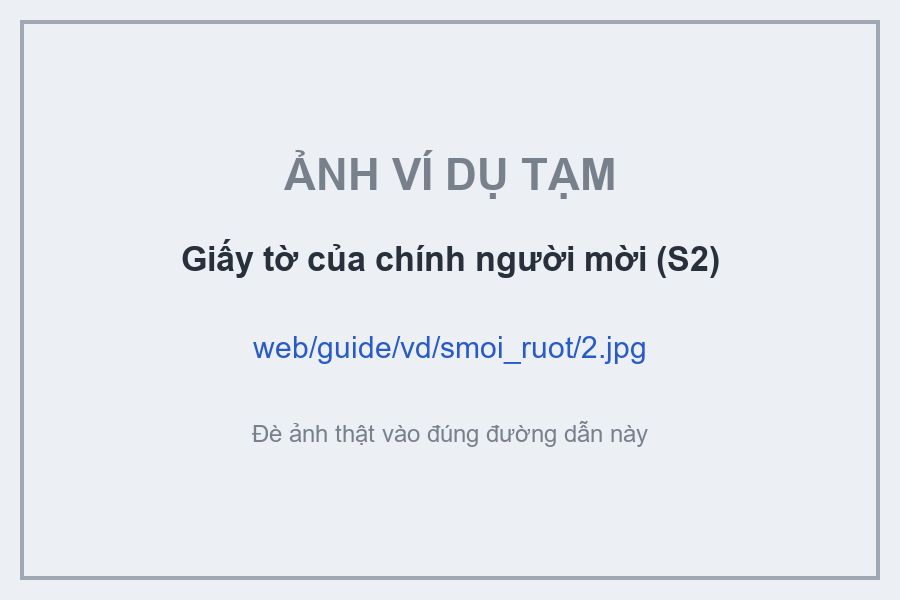 ẢNH VÍ DỤ TẠM
Giấy tờ của chính người mời (S2)
web/guide/vd/smoi_ruot/2.jpg
Đè ảnh thật vào đúng đường dẫn này